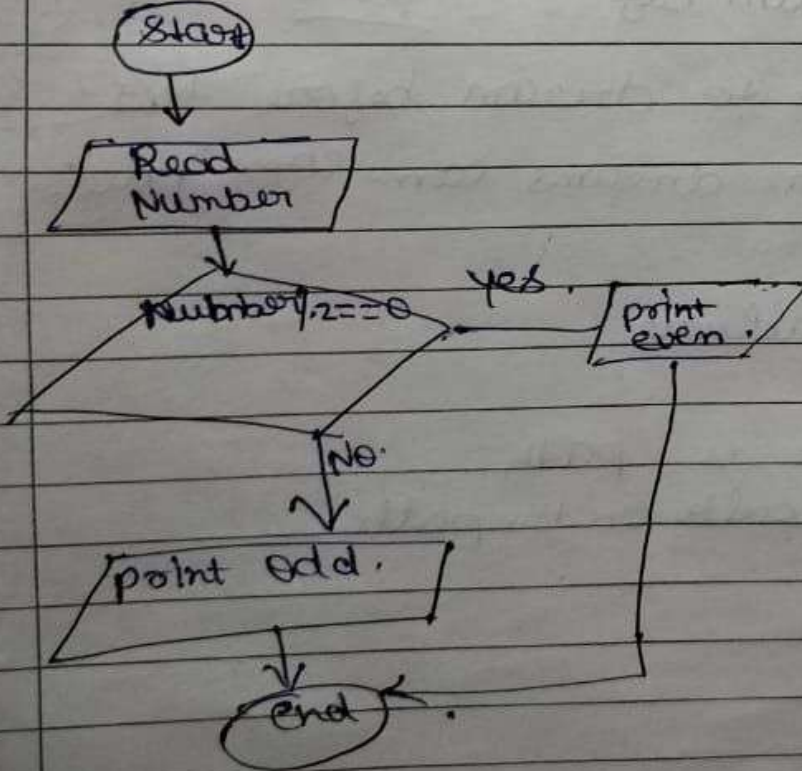 Start
Read
Number
Number%.2==0
yes.
print
even.
No.
print odd.
end